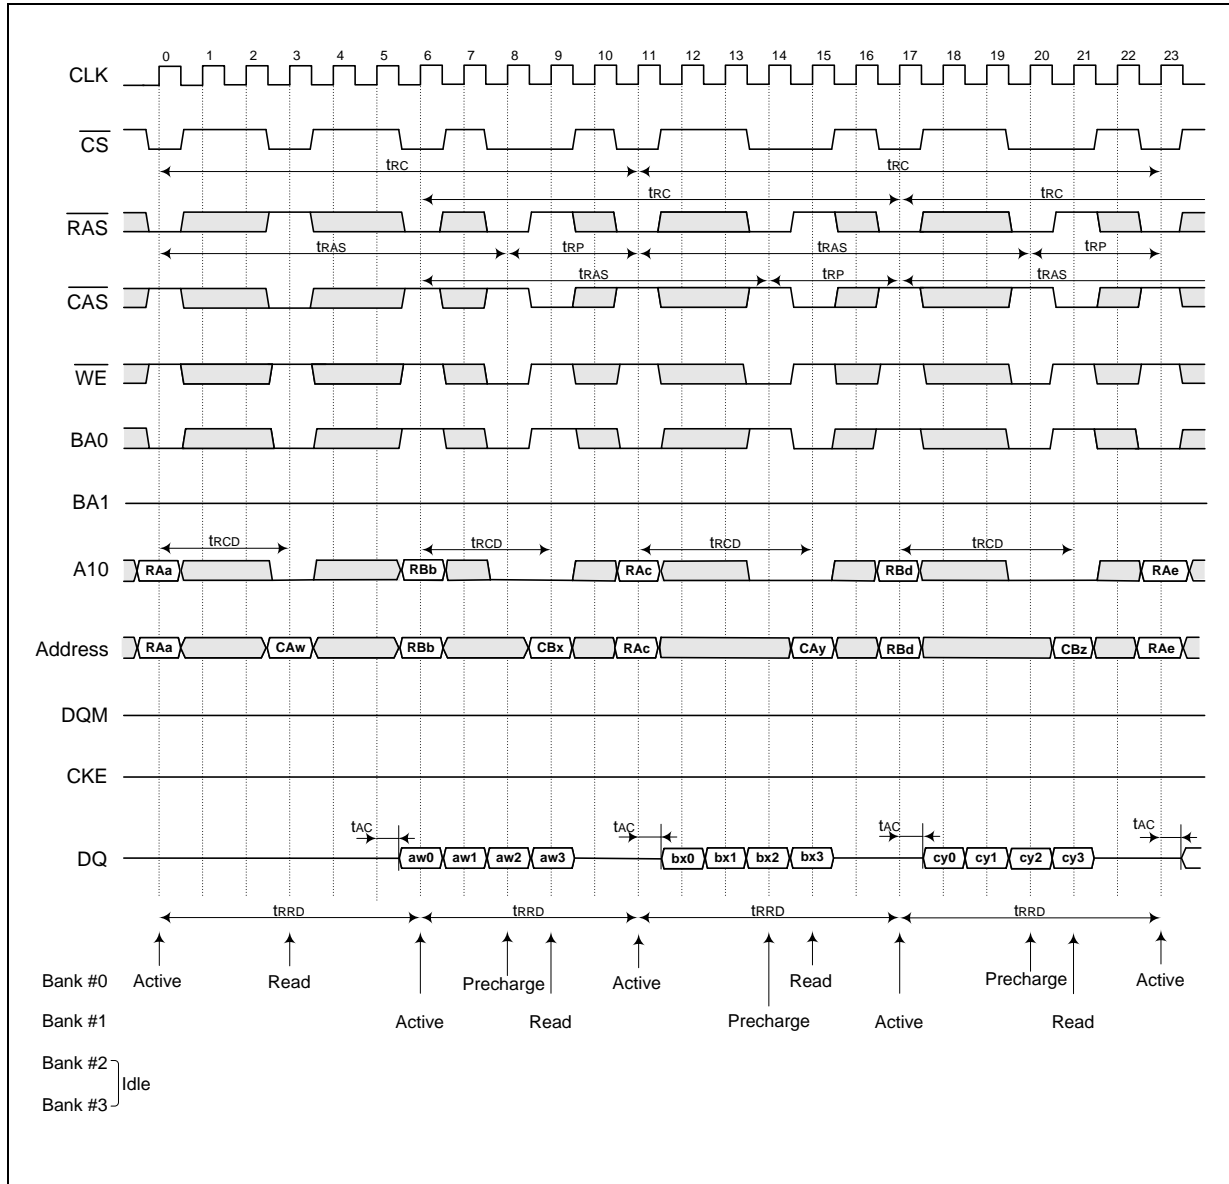 0 1 2 3 4 5 6 7 8 9 10 11 12 13 14 15 16 17 18 19 20 21 22 23
CLK
CS
tRC tRC
tRC tRC
RAS
tRAS tRP tRAS tRP
tRAS tRP tRAS
CAS
WE
BA0
BA1
tRCD tRCD tRCD tRCD
A10 RAa RBb RAc RBd RAe
Address RAa CAw RBb CBx RAc CAy RBd CBz RAe
DQM
CKE
tAC tAC tAC tAC
DQ aw0 aw1 aw2 aw3 bx0 bx1 bx2 bx3 cy0 cy1 cy2 cy3
tRRD tRRD tRRD tRRD
Bank #0 Active Read Precharge Active Read Precharge Active
Bank #1 Active Read Precharge Active Read
Bank #2
Idle
Bank #3